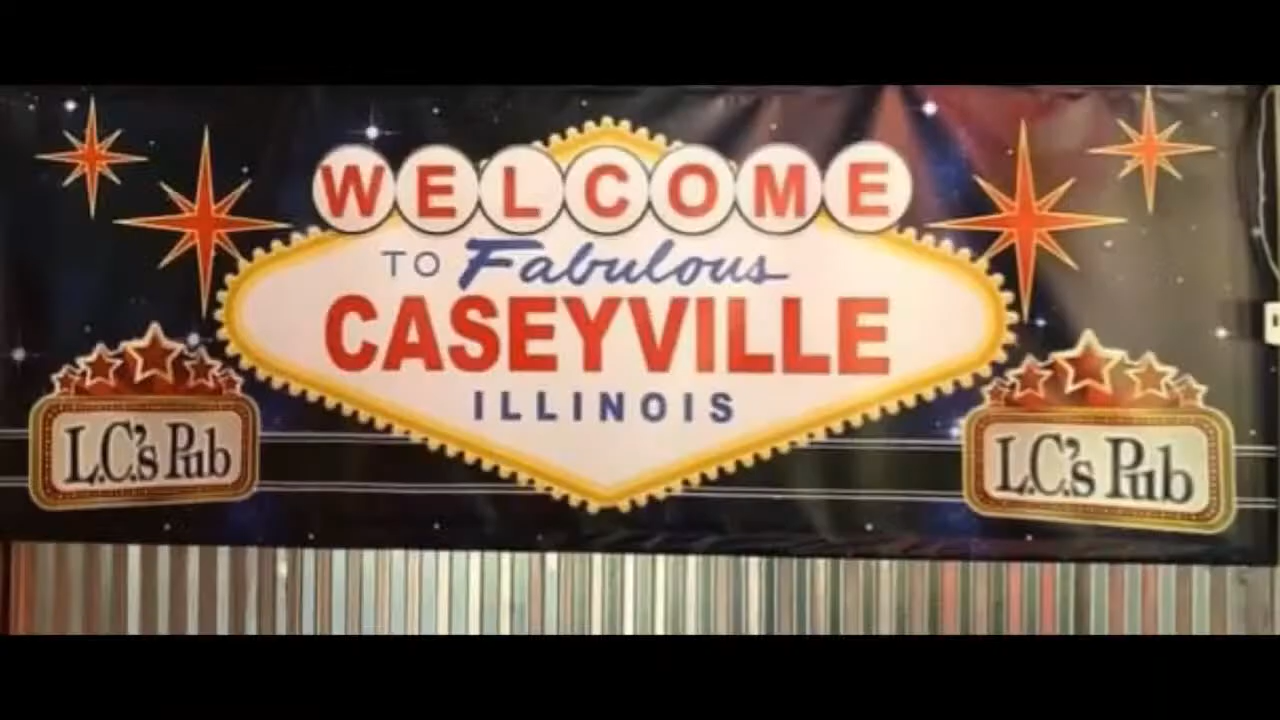 WELCOME
TO Fabulous
CASEYVILLE
ILLINOIS
L.C.'s Pub
L.C.'s Pub